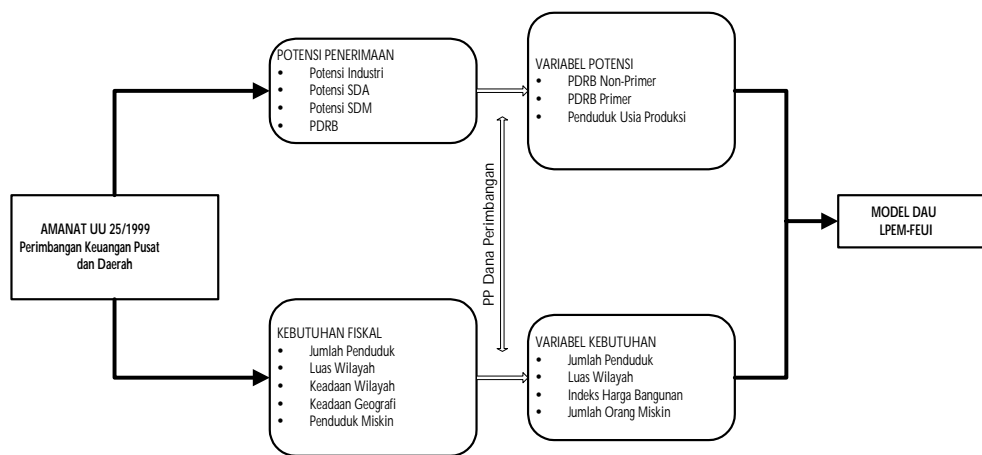 AMANAT UU 25/1999
Perimbangan Keuangan Pusat
dan Daerah
POTENSI PENERIMAAN
• Potensi Industri
• Potensi SDA
• Potensi SDM
• PDRB
VARIABEL POTENSI
• PDRB Non-Primer
• PDRB Primer
• Penduduk Usia Produksi
PP Dana Perimbangan
KEBUTUHAN FISKAL
• Jumlah Penduduk
• Luas Wilayah
• Keadaan Wilayah
• Keadaan Geografi
• Penduduk Miskin
VARIABEL KEBUTUHAN
• Jumlah Penduduk
• Luas Wilayah
• Indeks Harga Bangunan
• Jumlah Orang Miskin
MODEL DAU
LPEM-FEUI